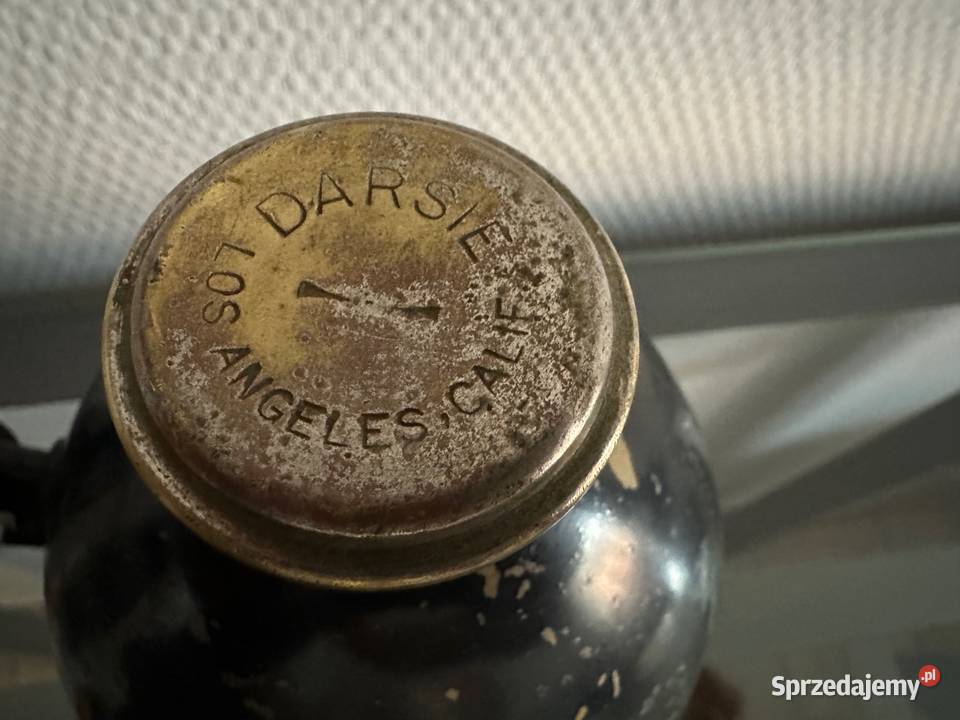 DARSIE
LOS ANGELES, CALIF.
Sprzedajemy.pl